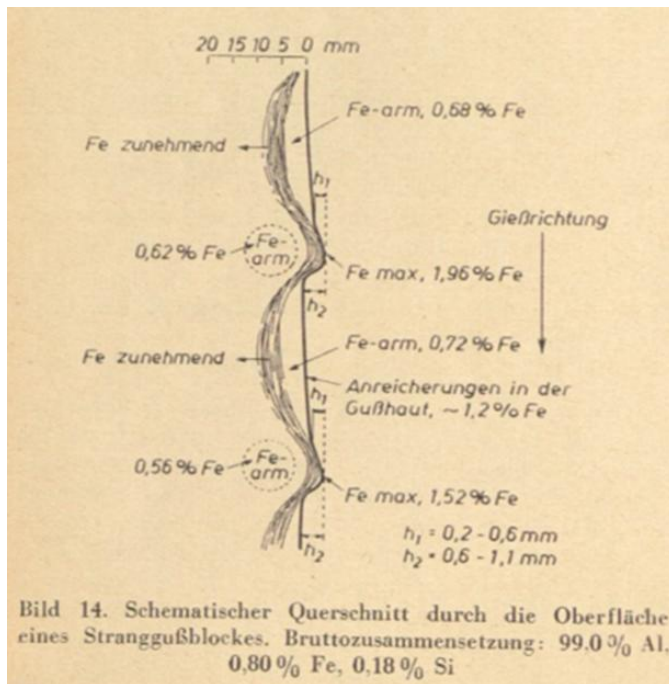 20 15 10 5 0 mm
Fe-arm, 0,68 % Fe
Fe zunehmend
h₁
Gießrichtung
0,62 % Fe
Fe-
arm
Fe max, 1,96 % Fe
h₂
Fe-arm, 0,72 % Fe
Fe zunehmend
Anreicherungen in der
Gußhaut, ~ 1,2 % Fe
h₁
0,56 % Fe
Fe-
arm
Fe max, 1,52 % Fe
h₁ = 0,2 - 0,6 mm
h₂ = 0,6 - 1,1 mm
h₂
Bild 14. Schematischer Querschnitt durch die Oberfläche
eines Stranggußblockes. Bruttozusammensetzung: 99.0 % Al,
0,80 % Fe, 0,18 % Si